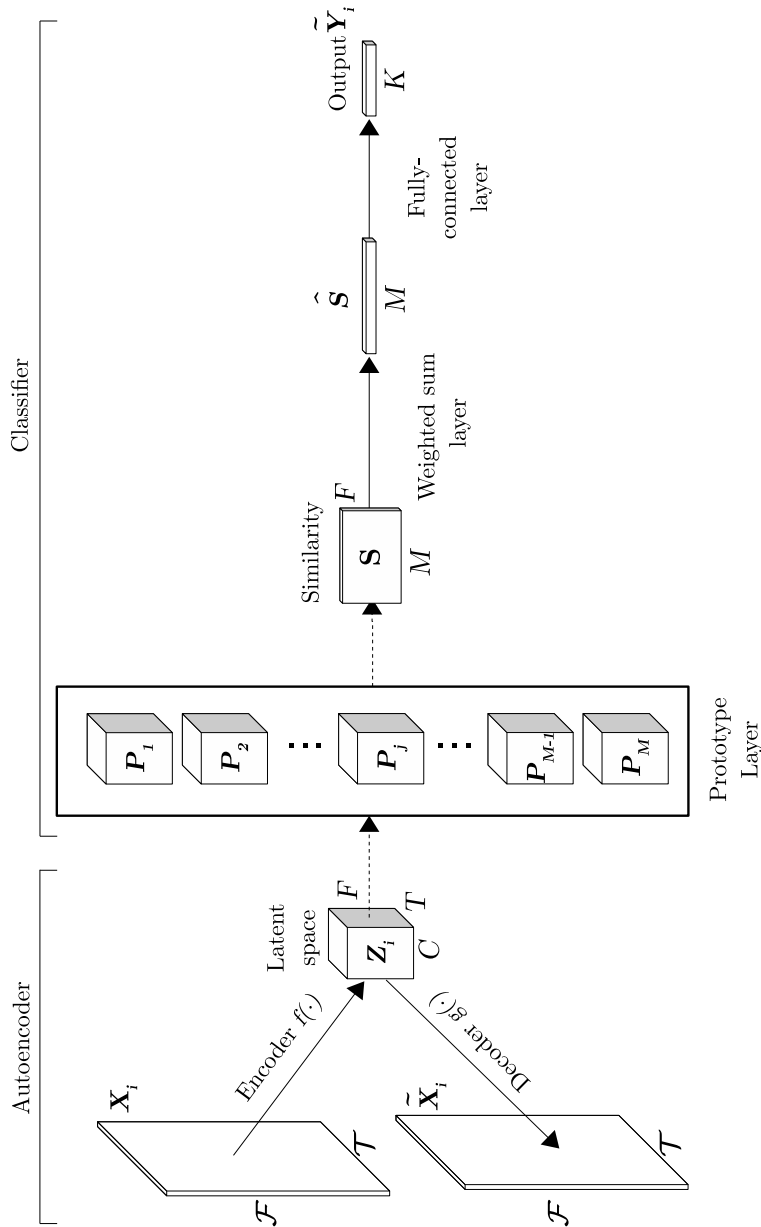 Autoencoder
Classifier
𝓕
𝓣
X_i
Encoder f(·)
Latent
space
Z_i
F
T
C
Decoder g(·)
X̃_i
𝓕
𝓣
P_1
P_2
...
P_j
...
P_{M-1}
P_M
Prototype
Layer
Similarity
S
F
M
Weighted sum
layer
Ŝ
M
Fully-
connected
layer
Output Ỹ_i
K